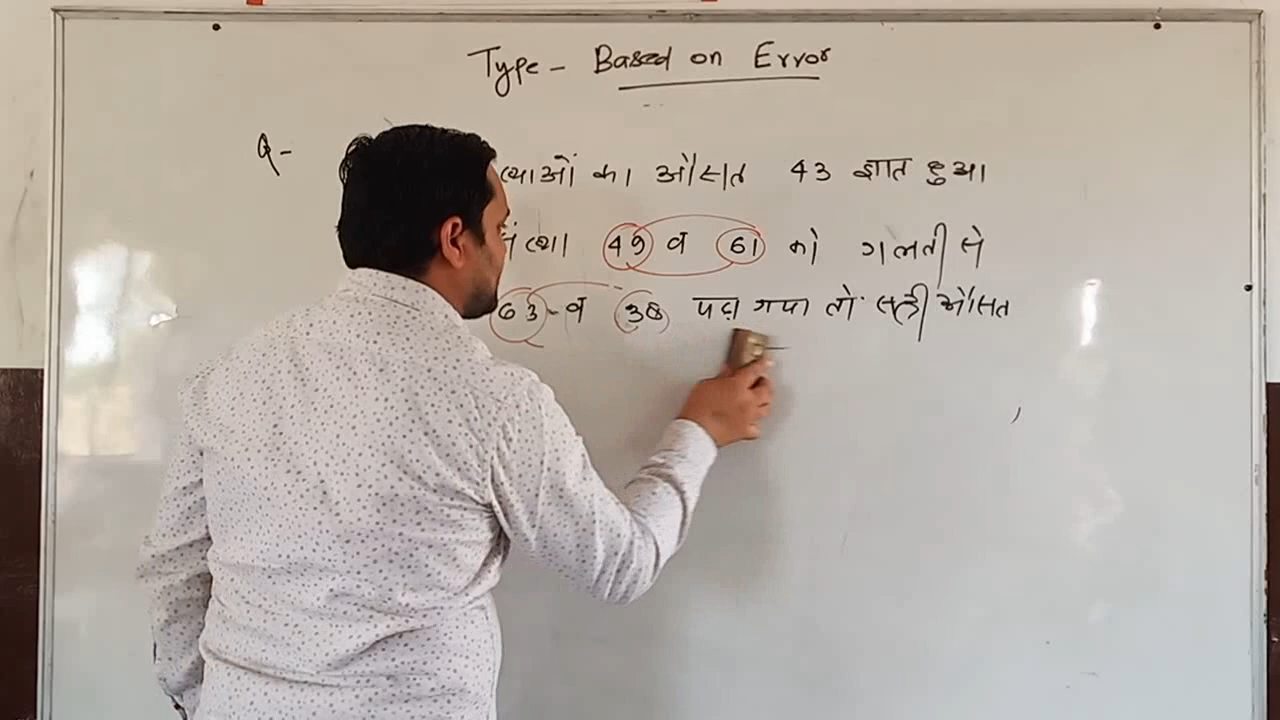 Type - Based on Error
Q- ख्याओं का औसत 43 ज्ञात हुआ
संख्या 49 व 61 को गलती से
63 - व 38 पढ़ा गया तो सही औसत